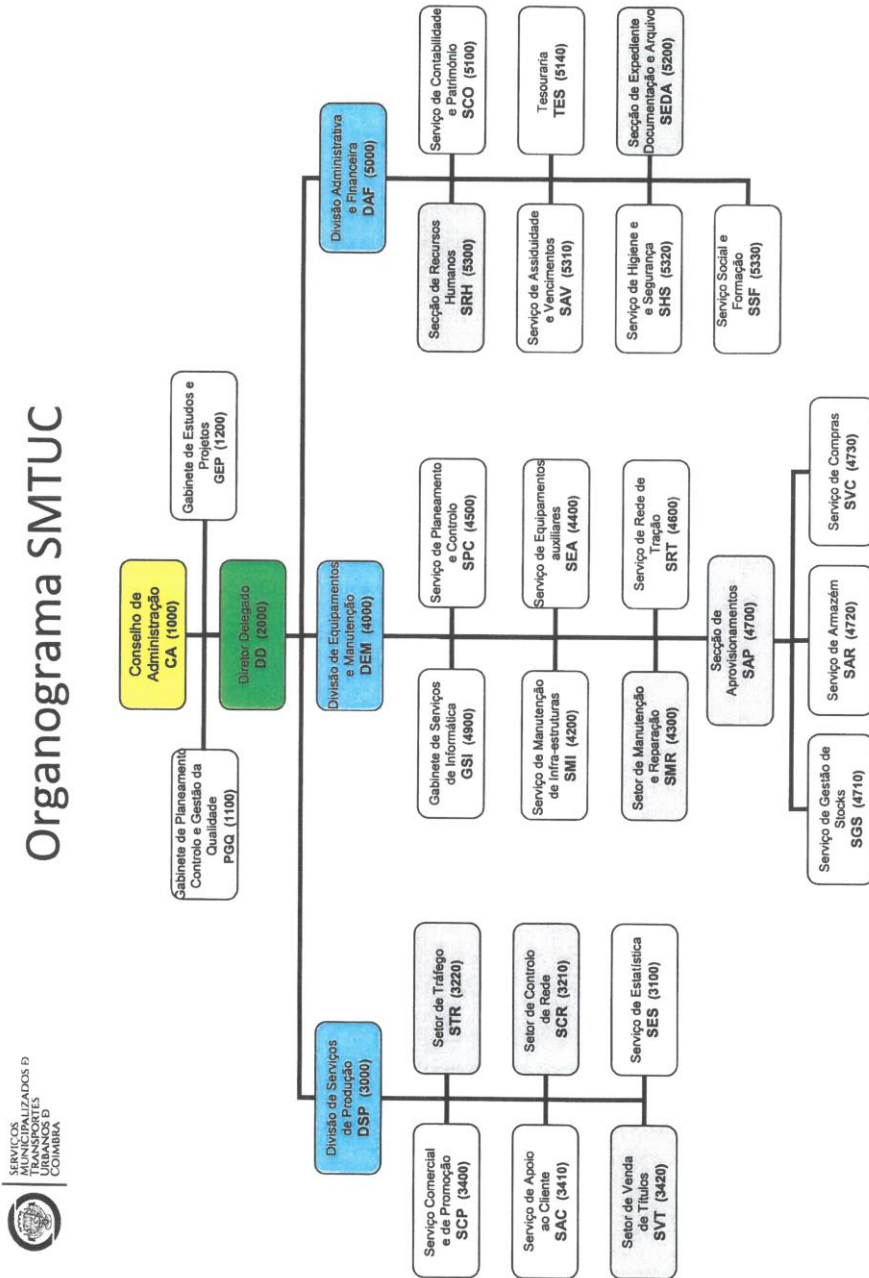 SERVIÇOS
MUNICIPALIZADOS Đ
TRANSPORTES
URBANOS Đ
COIMBRA
Organograma SMTUC
Conselho de
Administração
CA (1000)
Gabinete de Planeamento
Controlo e Gestão da
Qualidade
PGQ (1100)
Gabinete de Estudos e
Projetos
GEP (1200)
Diretor Delegado
DD (2000)
Divisão de Serviços
de Produção
DSP (3000)
Divisão de Equipamentos
e Manutenção
DEM (4000)
Divisão Administrativa
e Financeira
DAF (5000)
Serviço Comercial
e de Promoção
SCP (3400)
Setor de Tráfego
STR (3220)
Serviço de Apoio
ao Cliente
SAC (3410)
Setor de Controlo
de Rede
SCR (3210)
Setor de Venda
de Títulos
SVT (3420)
Serviço de Estatística
SES (3100)
Gabinete de Serviços
de Informática
GSI (4900)
Serviço de Planeamento
e Controlo
SPC (4500)
Serviço de Manutenção
de Infra-estruturas
SMI (4200)
Serviço de Equipamentos
auxiliares
SEA (4400)
Setor de Manutenção
e Reparação
SMR (4300)
Serviço de Rede de
Tração
SRT (4600)
Secção de
Aprovisionamentos
SAP (4700)
Serviço de Gestão de
Stocks
SGS (4710)
Serviço de Armazém
SAR (4720)
Serviço de Compras
SVC (4730)
Secção de Recursos
Humanos
SRH (5300)
Serviço de Contabilidade
e Património
SCO (5100)
Serviço de Assiduidade
e Vencimentos
SAV (5310)
Tesouraria
TES (5140)
Serviço de Higiene e
e Segurança
SHS (5320)
Secção de Expediente
Documentação e Arquivo
SEDA (5200)
Serviço Social e
Formação
SSF (5330)